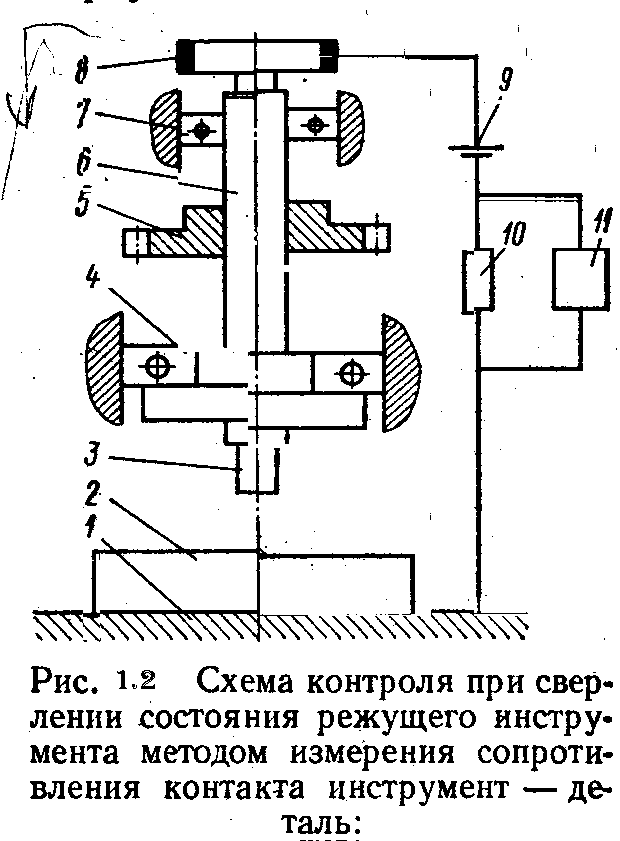 8
9
7
6
5
10
11
4
3
2
1
Рис. 1.2 Схема контроля при свер-
лении состояния режущего инстру-
мента методом измерения сопроти-
вления контакта инструмент — де-
таль: